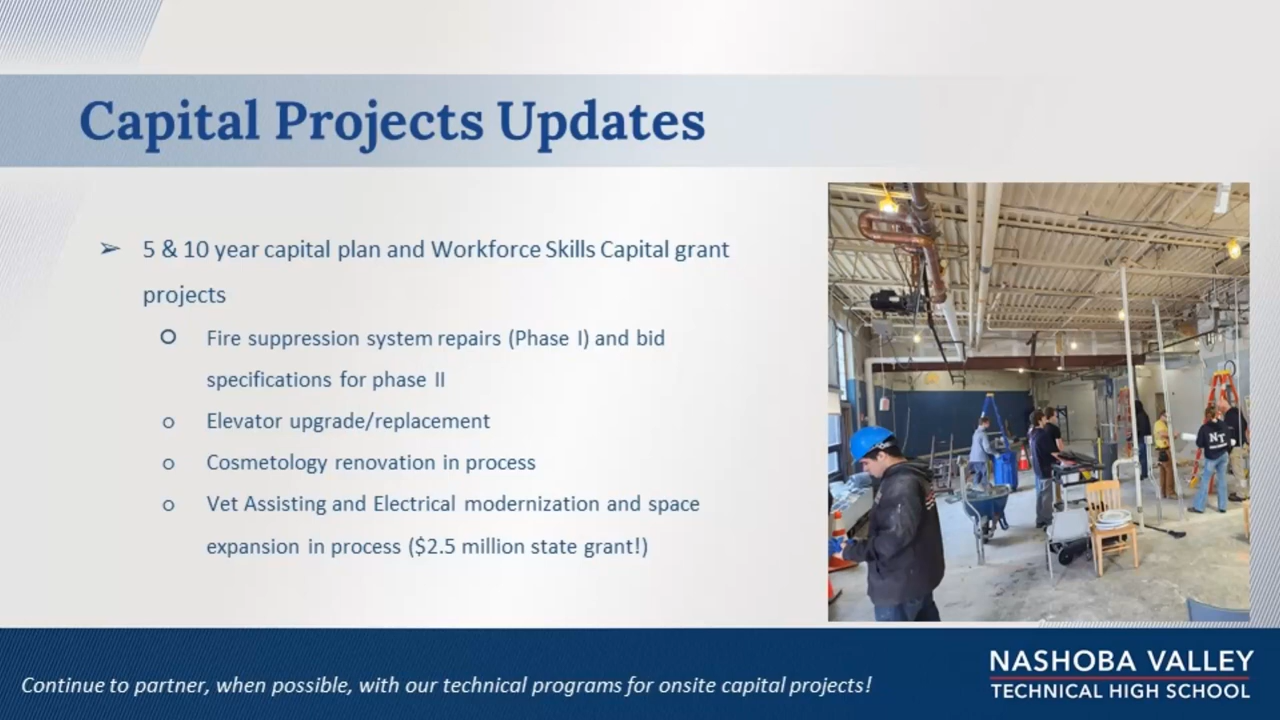 Capital Projects Updates
➢ 5 & 10 year capital plan and Workforce Skills Capital grant
projects
o Fire suppression system repairs (Phase I) and bid
specifications for phase II
o Elevator upgrade/replacement
o Cosmetology renovation in process
o Vet Assisting and Electrical modernization and space
expansion in process ($2.5 million state grant!)
NT
Continue to partner, when possible, with our technical programs for onsite capital projects!
NASHOBA VALLEY
TECHNICAL HIGH SCHOOL